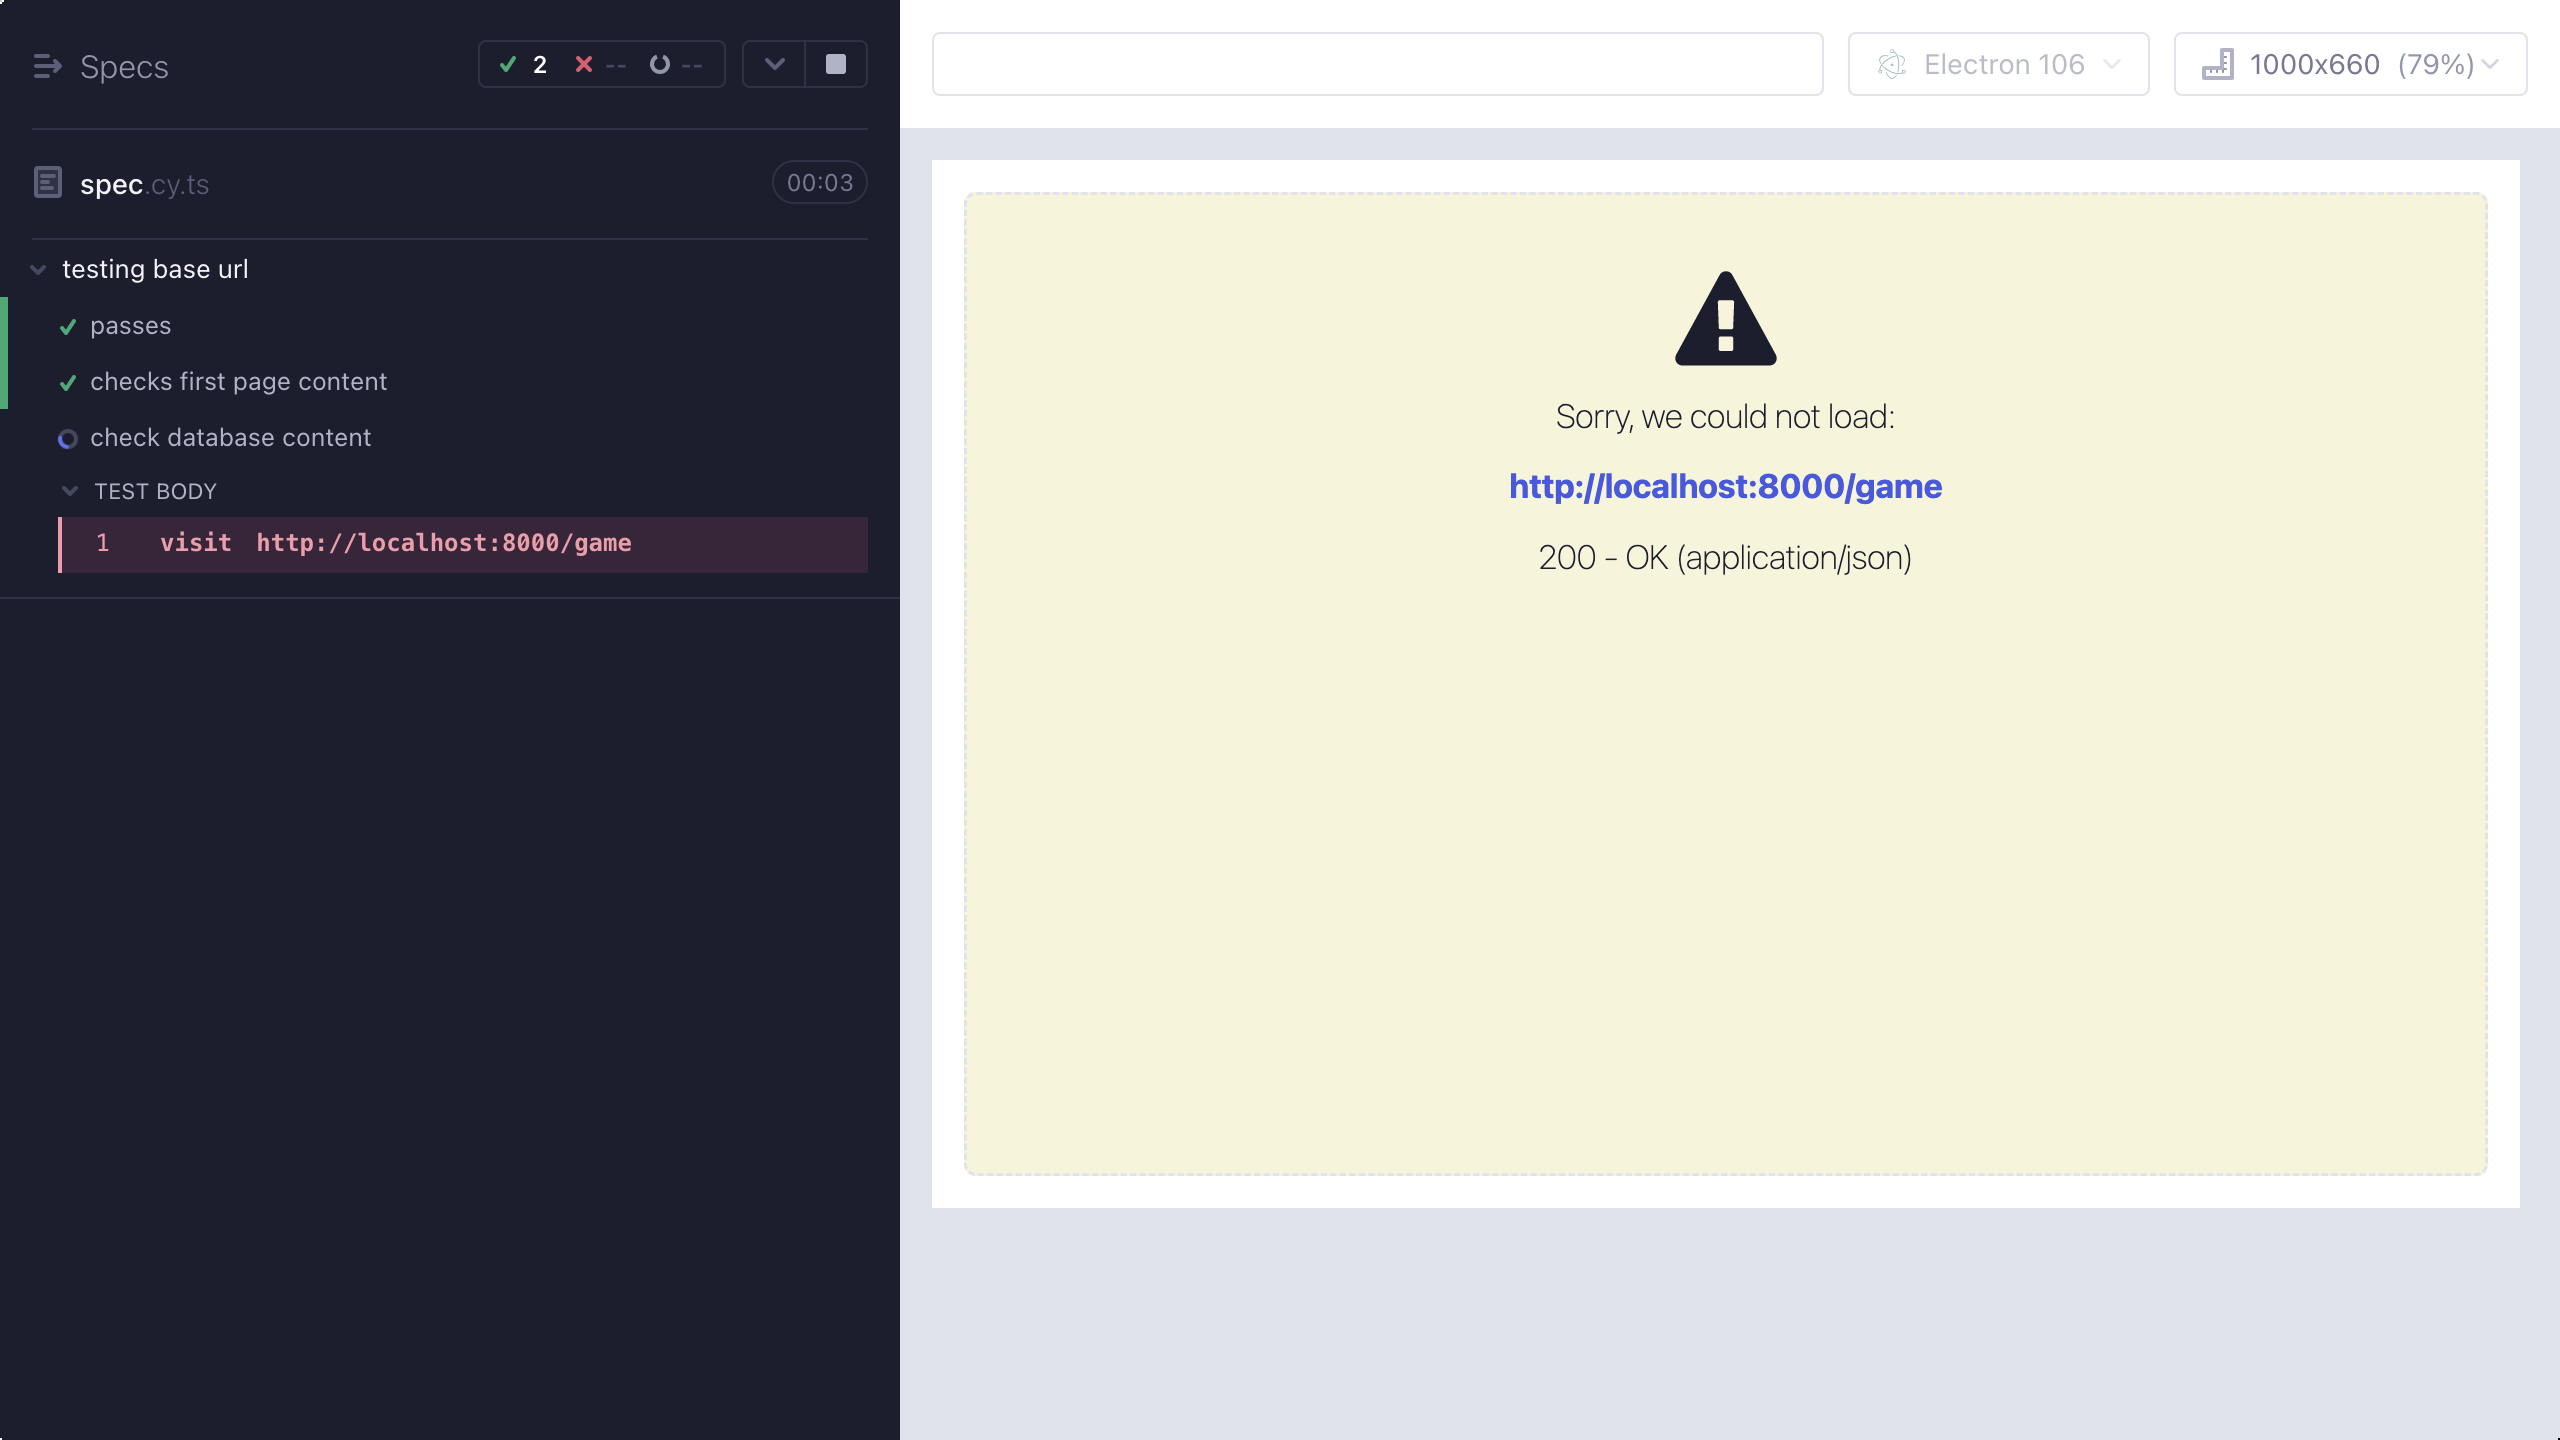 Specs
2 -- --
spec.cy.ts
00:03
testing base url
passes
checks first page content
check database content
TEST BODY
1 visit http://localhost:8000/game
Electron 106
1000x660 (79%)
Sorry, we could not load:
http://localhost:8000/game
200 - OK (application/json)